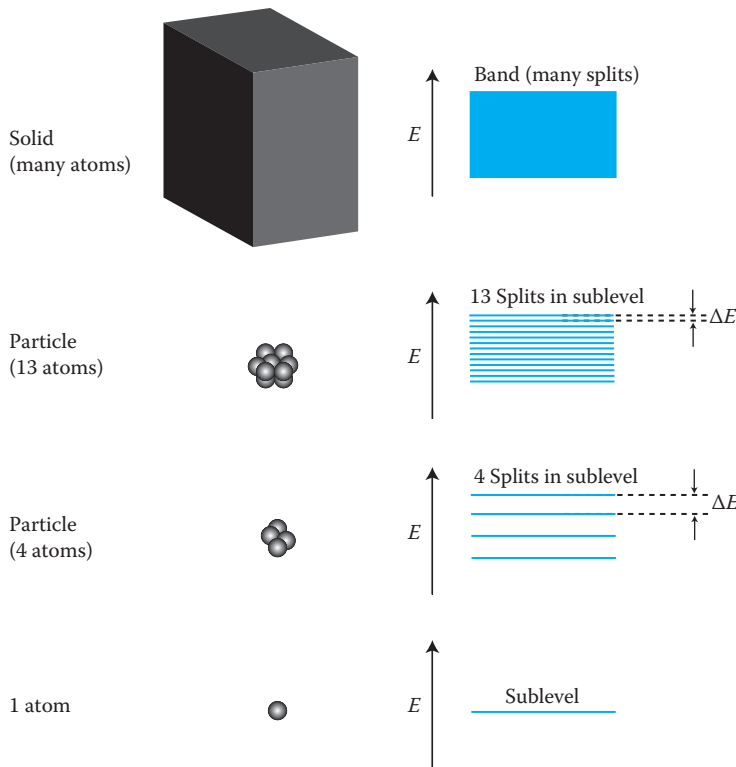 Band (many splits)
E
Solid
(many atoms)
13 Splits in sublevel
ΔE
E
Particle
(13 atoms)
4 Splits in sublevel
ΔE
E
Particle
(4 atoms)
Sublevel
E
1 atom